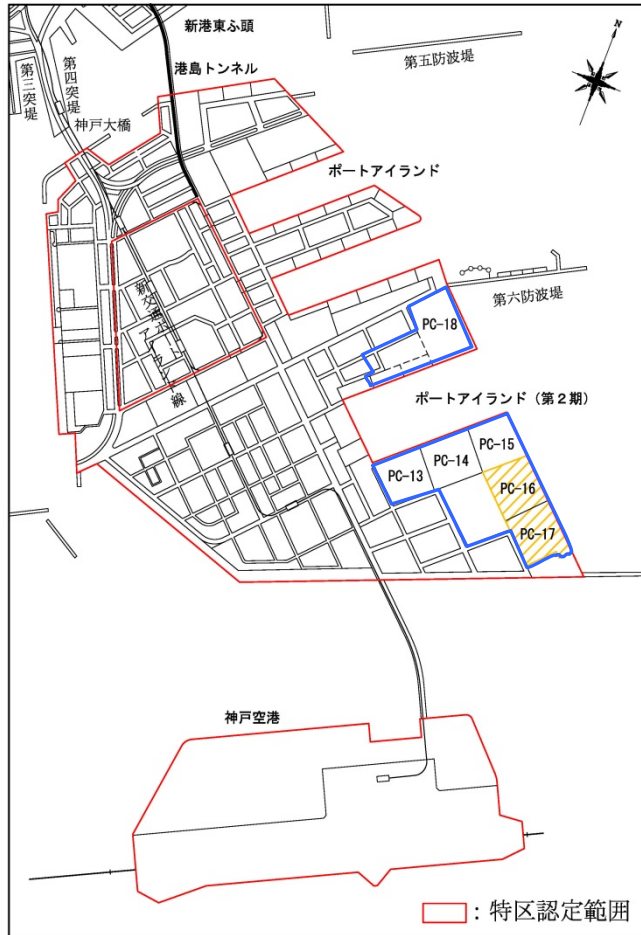 新港東ふ頭
港島トンネル
第五防波堤
N
第四突堤
第三突堤
神戸大橋
ポートアイランド
新交通ポートアイランド線
第六防波堤
PC-18
ポートアイランド(第2期)
PC-15
PC-14
PC-13
PC-16
PC-17
神戸空港
:特区認定範囲